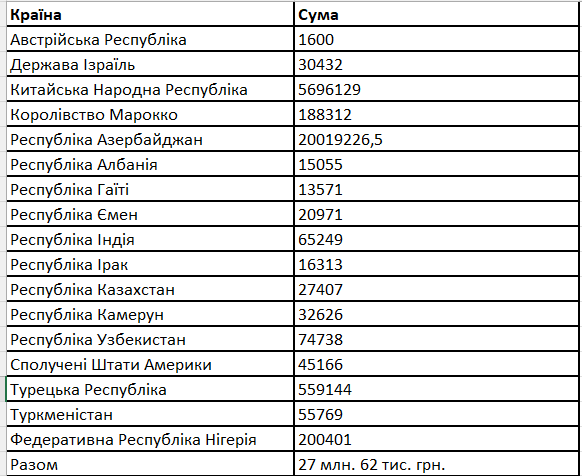 Країна Сума
Австрійська Республіка 1600
Держава Ізраїль 30432
Китайська Народна Республіка 5696129
Королівство Марокко 188312
Республіка Азербайджан 20019226,5
Республіка Албанія 15055
Республіка Гаїті 13571
Республіка Ємен 20971
Республіка Індія 65249
Республіка Ірак 16313
Республіка Казахстан 27407
Республіка Камерун 32626
Республіка Узбекистан 74738
Сполучені Штати Америки 45166
Турецька Республіка 559144
Туркменістан 55769
Федеративна Республіка Нігерія 200401
Разом 27 млн. 62 тис. грн.